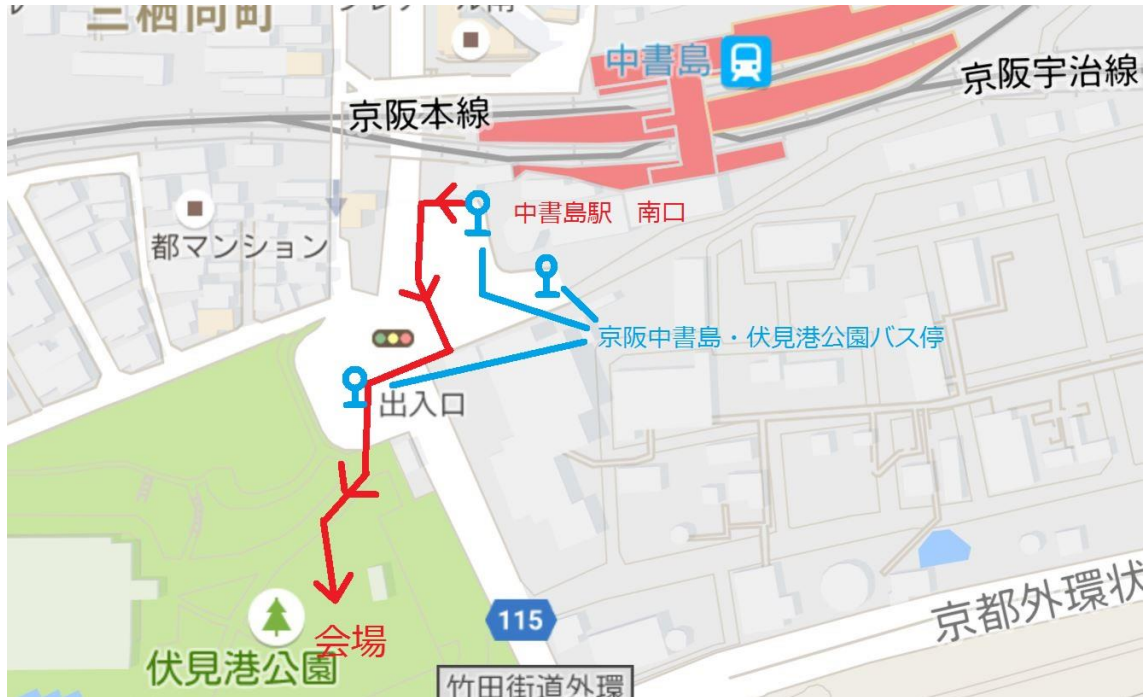 三栖向町
中書島
京阪本線
京阪宇治線
中書島駅 南口
都マンション
京阪中書島・伏見港公園バス停
出入口
115
京都外環状
会場
伏見港公園
竹田街道外環